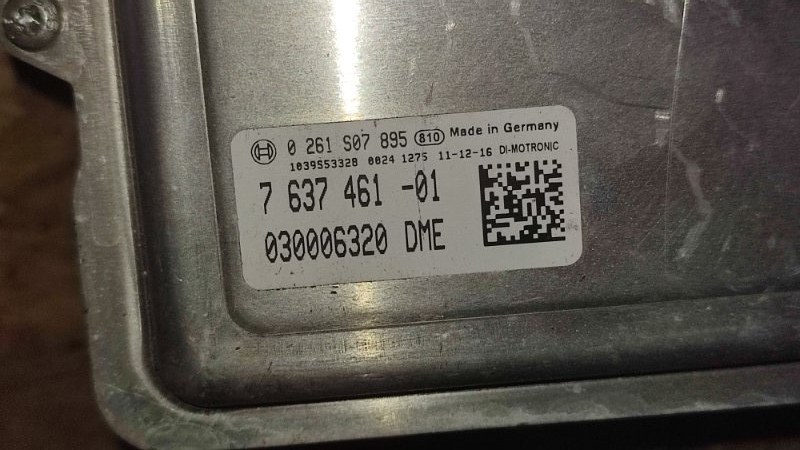 0 261 S07 895 810 Made in Germany
1039S53328 0024 1275 11-12-16 DI-MOTRONIC
7 637 461 -01
030006320 DME